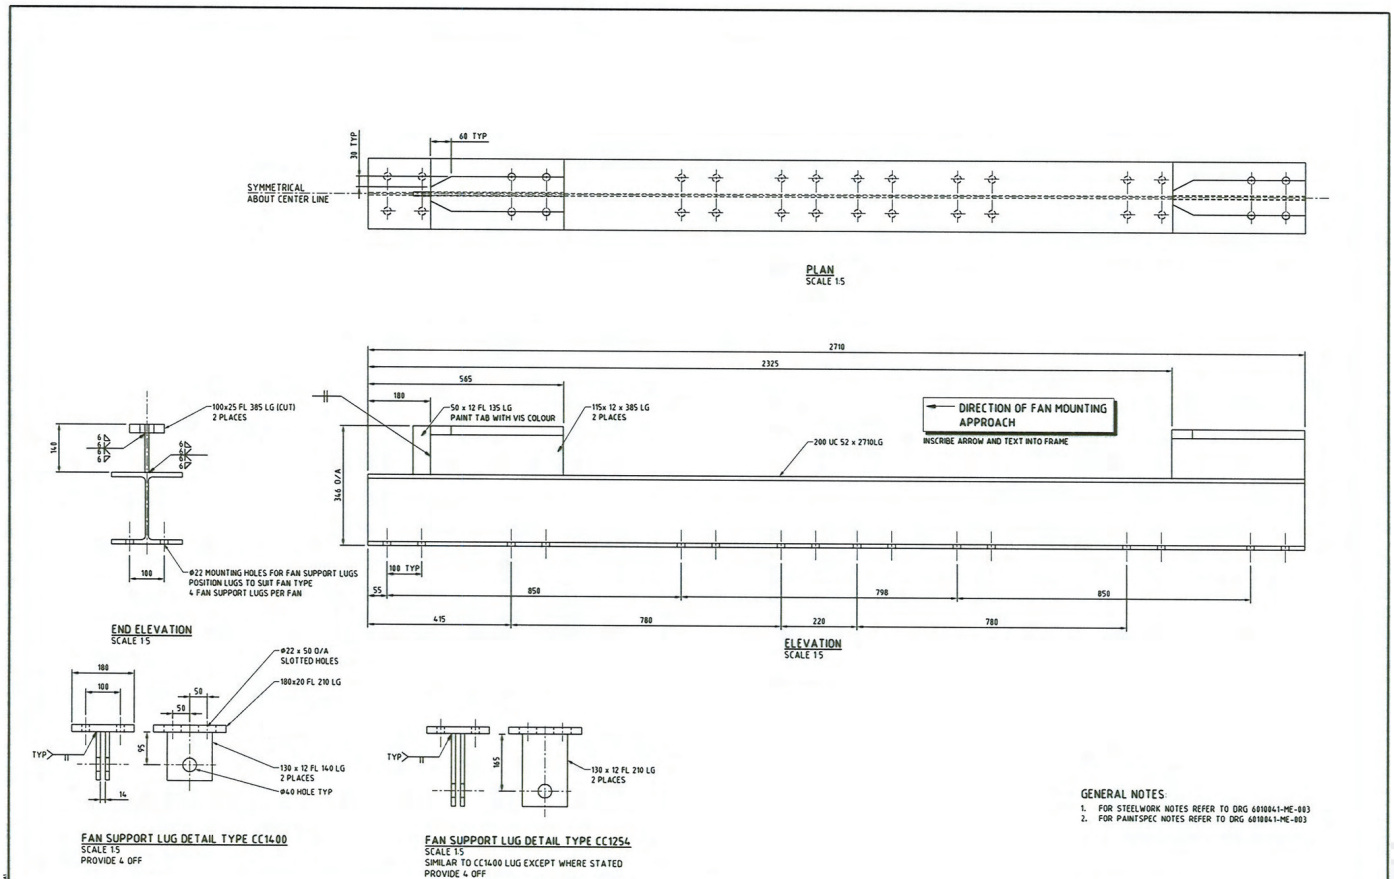 60 TYP
30 TYP
SYMMETRICAL
ABOUT CENTER LINE
PLAN
SCALE 1:5
2710
2325
565
180
100x25 FL 385 LG (CUT)
2 PLACES
50 x 12 FL 135 LG
PAINT TAB WITH VIS COLOUR
115x 12 x 385 LG
2 PLACES
DIRECTION OF FAN MOUNTING
APPROACH
INSCRIBE ARROW AND TEXT INTO FRAME
200 UC 52 x 2710LG
140
6
6
6
6
6
6
6
6
346 O/A
100
Ø22 MOUNTING HOLES FOR FAN SUPPORT LUGS
POSITION LUGS TO SUIT FAN TYPE
4 FAN SUPPORT LUGS PER FAN
100 TYP
55
850
798
850
415
780
220
780
END ELEVATION
SCALE 1:5
ELEVATION
SCALE 1:5
180
100
50
50
Ø22 x 50 O/A
SLOTTED HOLES
180x20 FL 210 LG
TYP
95
14
130 x 12 FL 140 LG
2 PLACES
Ø40 HOLE TYP
TYP
165
130 x 12 FL 210 LG
2 PLACES
FAN SUPPORT LUG DETAIL TYPE CC1400
SCALE 1:5
PROVIDE 4 OFF
FAN SUPPORT LUG DETAIL TYPE CC1254
SCALE 1:5
SIMILAR TO CC1400 LUG EXCEPT WHERE STATED
PROVIDE 4 OFF
GENERAL NOTES:
1. FOR STEELWORK NOTES REFER TO DRG 6010041-ME-003
2. FOR PAINTSPEC NOTES REFER TO DRG 6010041-ME-003